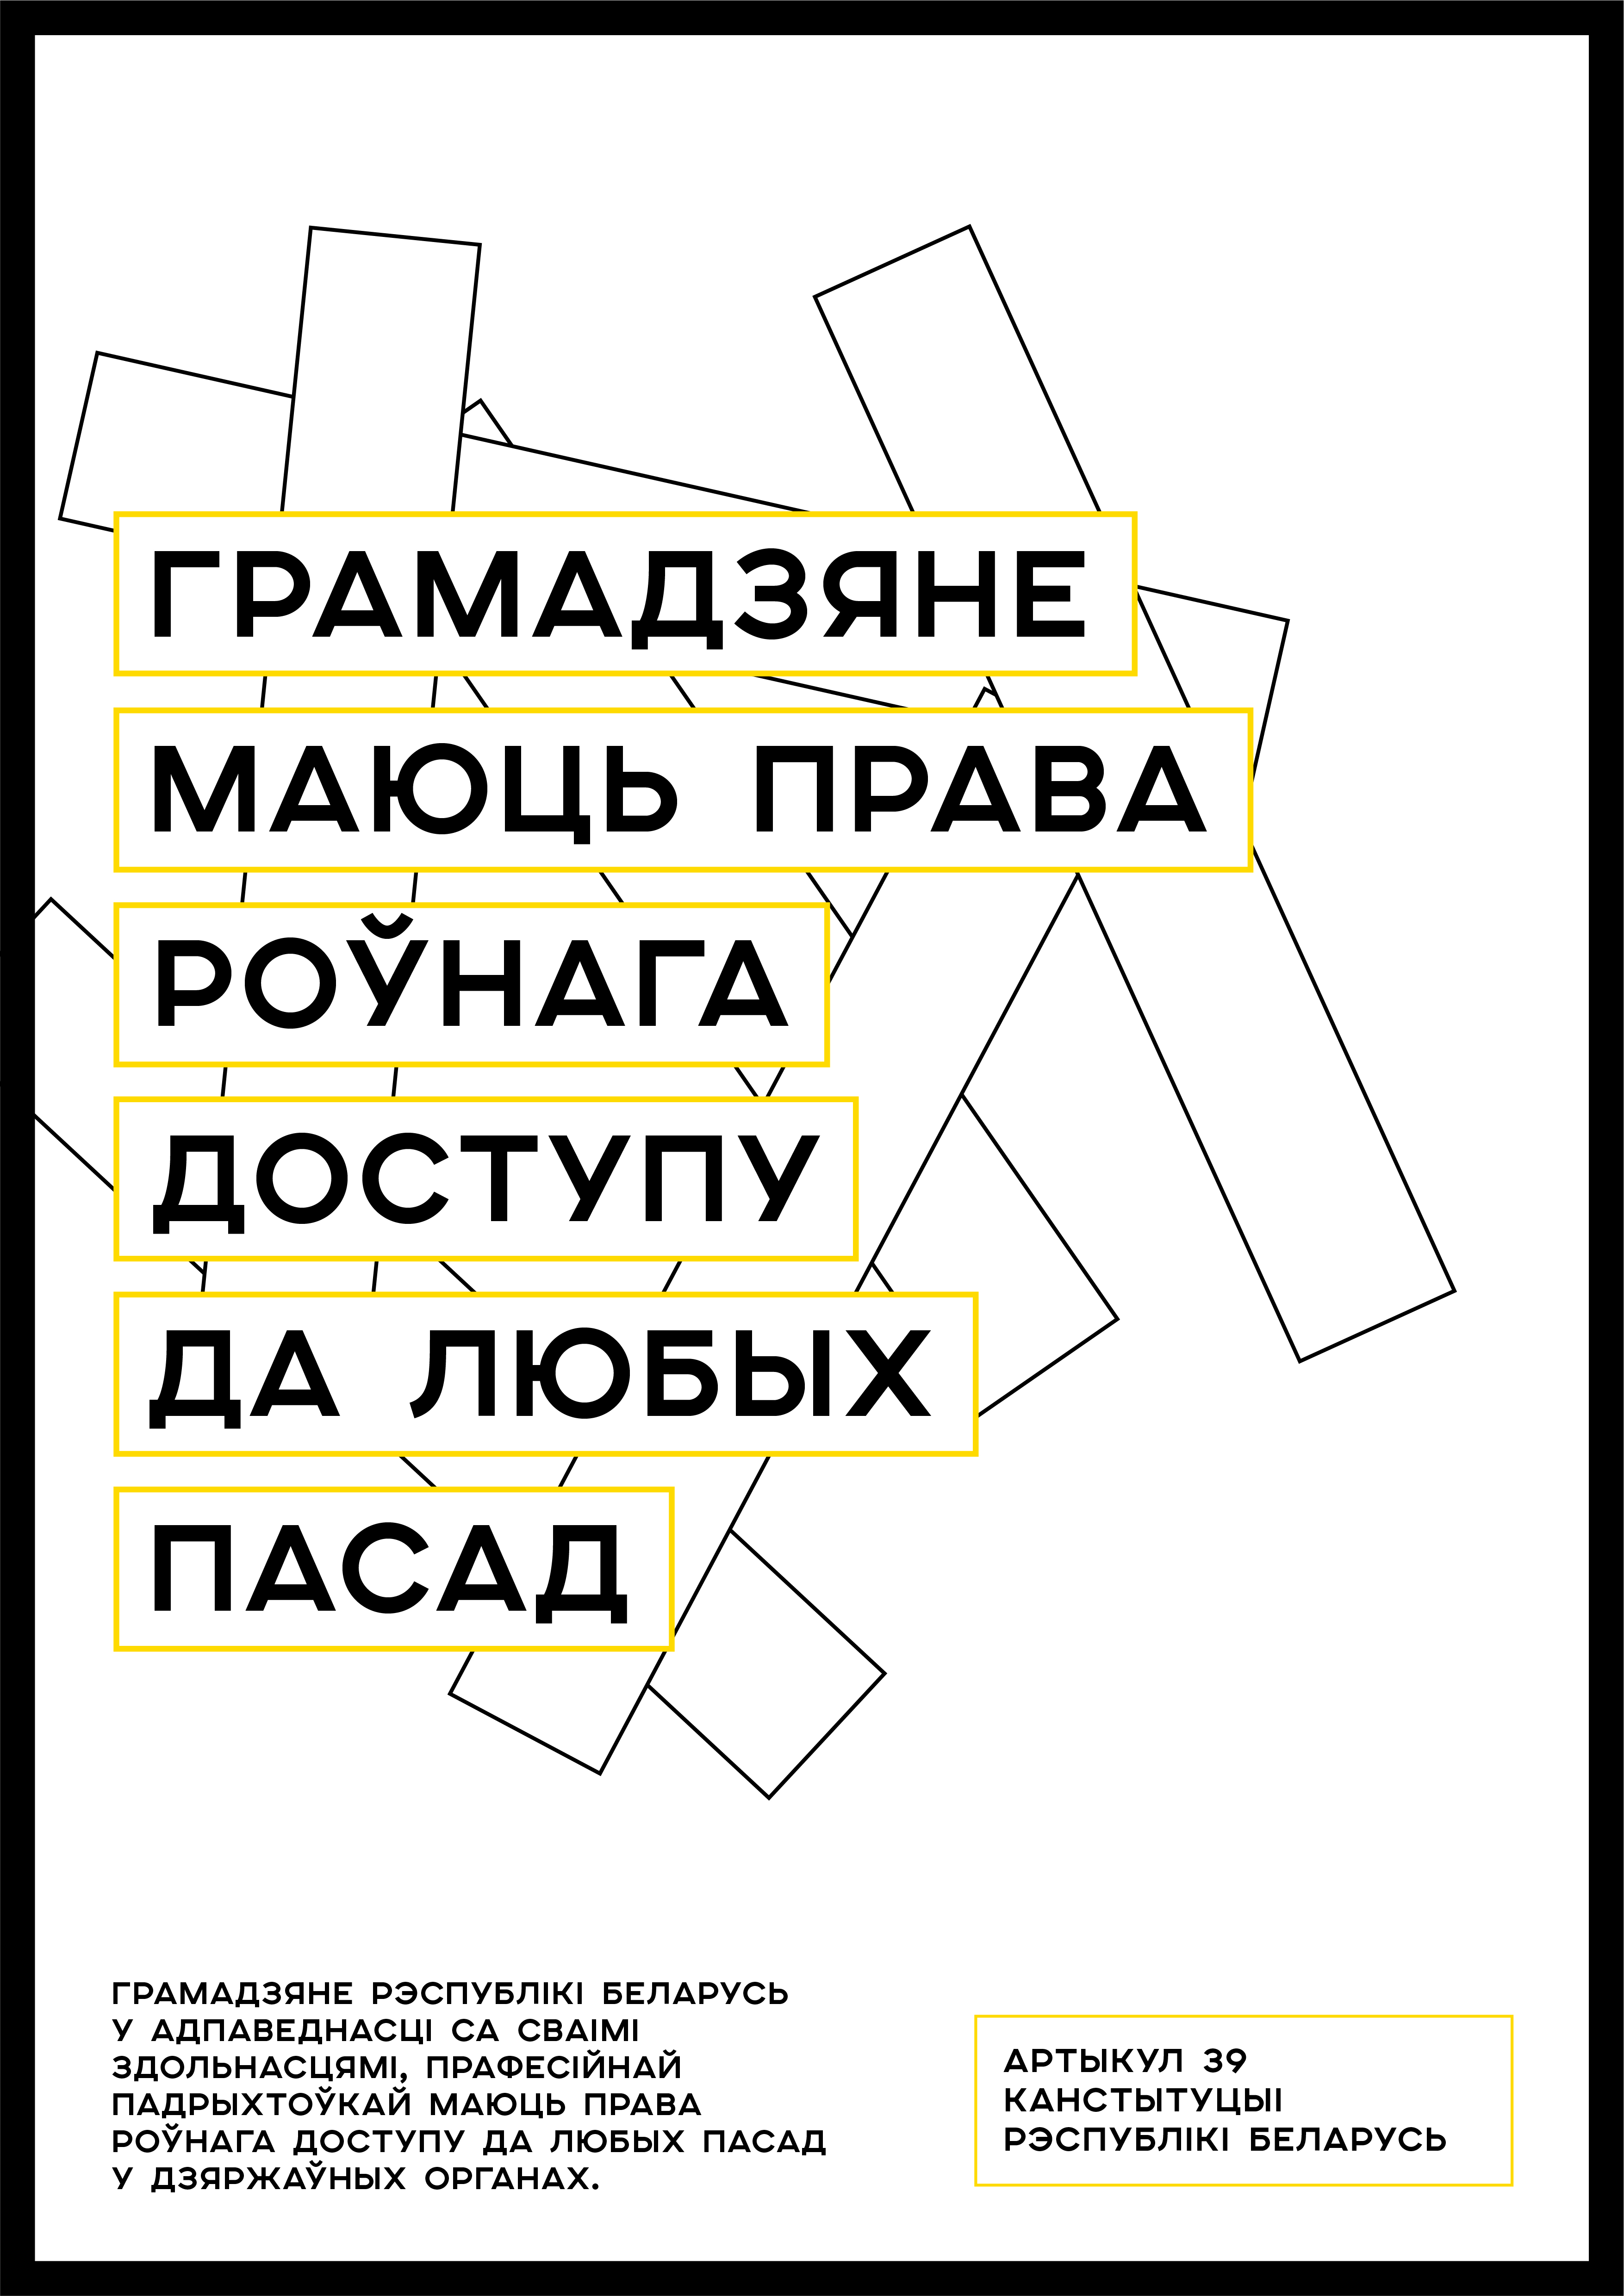 ГРАМАДЗЯНЕ
МАЮЦЬ ПРАВА
РОЎНАГА
ДОСТУПУ
ДА ЛЮБЫХ
ПАСАД
ГРАМАДЗЯНЕ РЭСПУБЛІКІ БЕЛАРУСЬ
У АДПАВЕДНАСЦІ СА СВАІМІ
ЗДОЛЬНАСЦЯМІ, ПРАФЕСІЙНАЙ
ПАДРЫХТОЎКАЙ МАЮЦЬ ПРАВА
РОЎНАГА ДОСТУПУ ДА ЛЮБЫХ ПАСАД
У ДЗЯРЖАЎНЫХ ОРГАНАХ.
АРТЫКУЛ 39
КАНСТЫТУЦЫІ
РЭСПУБЛІКІ БЕЛАРУСЬ